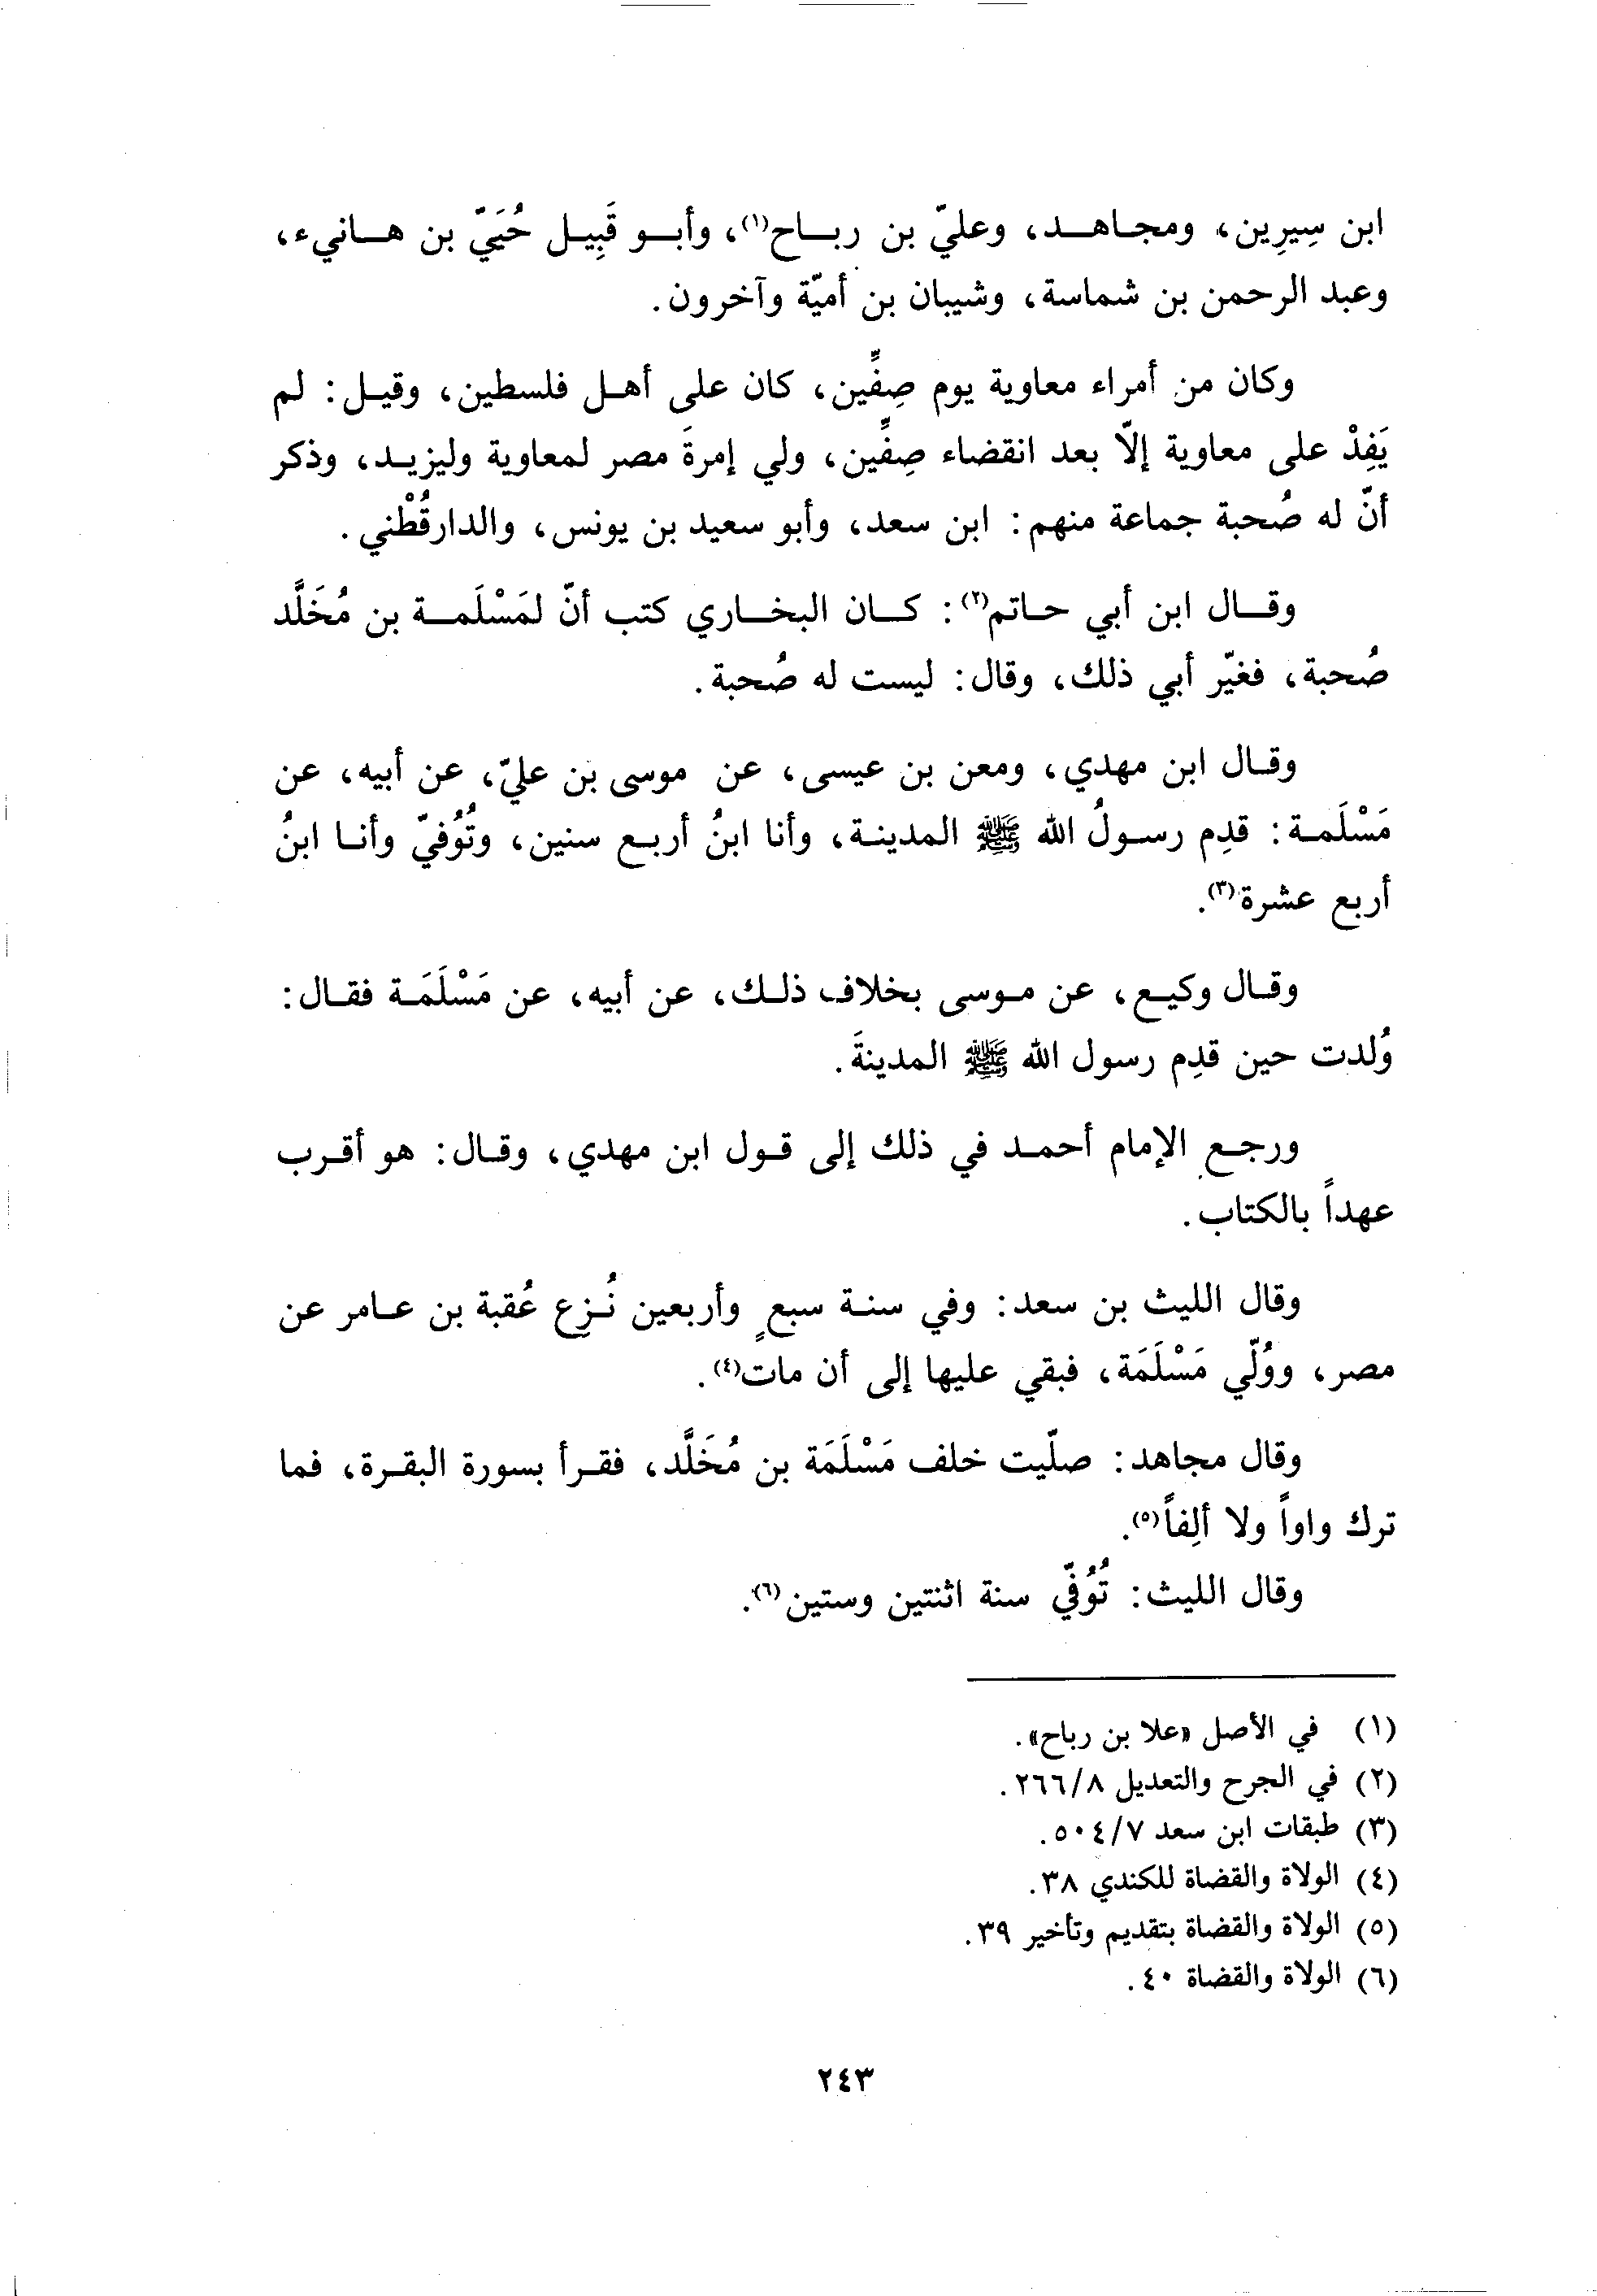 ابن سِيرِين، ومجاهد، وعليّ بن رباح(١)، وأبو قَبِيل حُيَيّ بن هانيء،
وعبد الرحمن بن شماسة، وشيبان بن أميّة وآخرون.
وكان من أمراء معاوية يوم صِفِّين، كان على أهل فلسطين، وقيل: لم
يَفِدْ على معاوية إلّا بعد انقضاء صِفِّين، ولي إمرةَ مصر لمعاوية وليزيد، وذكر
أنّ له صُحبة جماعة منهم: ابن سعد، وأبو سعيد بن يونس، والدارقُطْني.
وقال ابن أبي حاتم(٢): كان البخاري كتب أنّ لمَسْلَمة بن مُخَلَّد
صُحبة، فغيّر أبي ذلك، وقال: ليست له صُحبة.
وقال ابن مهدي، ومعن بن عيسى، عن موسى بن عليّ، عن أبيه، عن
مَسْلَمة: قدِم رسولُ الله ﷺ المدينة، وأنا ابنُ أربع سنين، وتُوُفيّ وأنا ابنُ
أربع عشرة(٣).
وقال وكيع، عن موسى بخلاف ذلك، عن أبيه، عن مَسْلَمَة فقال:
وُلدت حين قدِم رسول الله ﷺ المدينةَ.
ورجع الإمام أحمد في ذلك إلى قول ابن مهدي، وقال: هو أقرب
عهداً بالكتاب.
وقال الليث بن سعد: وفي سنة سبعٍ وأربعين نُزِع عُقبة بن عامر عن
مصر، ووُلّي مَسْلَمَة، فبقي عليها إلى أن مات(٤).
وقال مجاهد: صلّيت خلف مَسْلَمَة بن مُخَلَّد، فقرأ بسورة البقرة، فما
ترك واواً ولا ألِفاً(٥).
وقال الليث: تُوُفّي سنة اثنتين وستين(٦).
(١) في الأصل «علا بن رباح».
(٢) في الجرح والتعديل ٨/٢٦٦.
(٣) طبقات ابن سعد ٧/٥٠٤.
(٤) الولاة والقضاة للكندي ٣٨.
(٥) الولاة والقضاة بتقديم وتأخير ٣٩.
(٦) الولاة والقضاة ٤٠.
٢٤٣